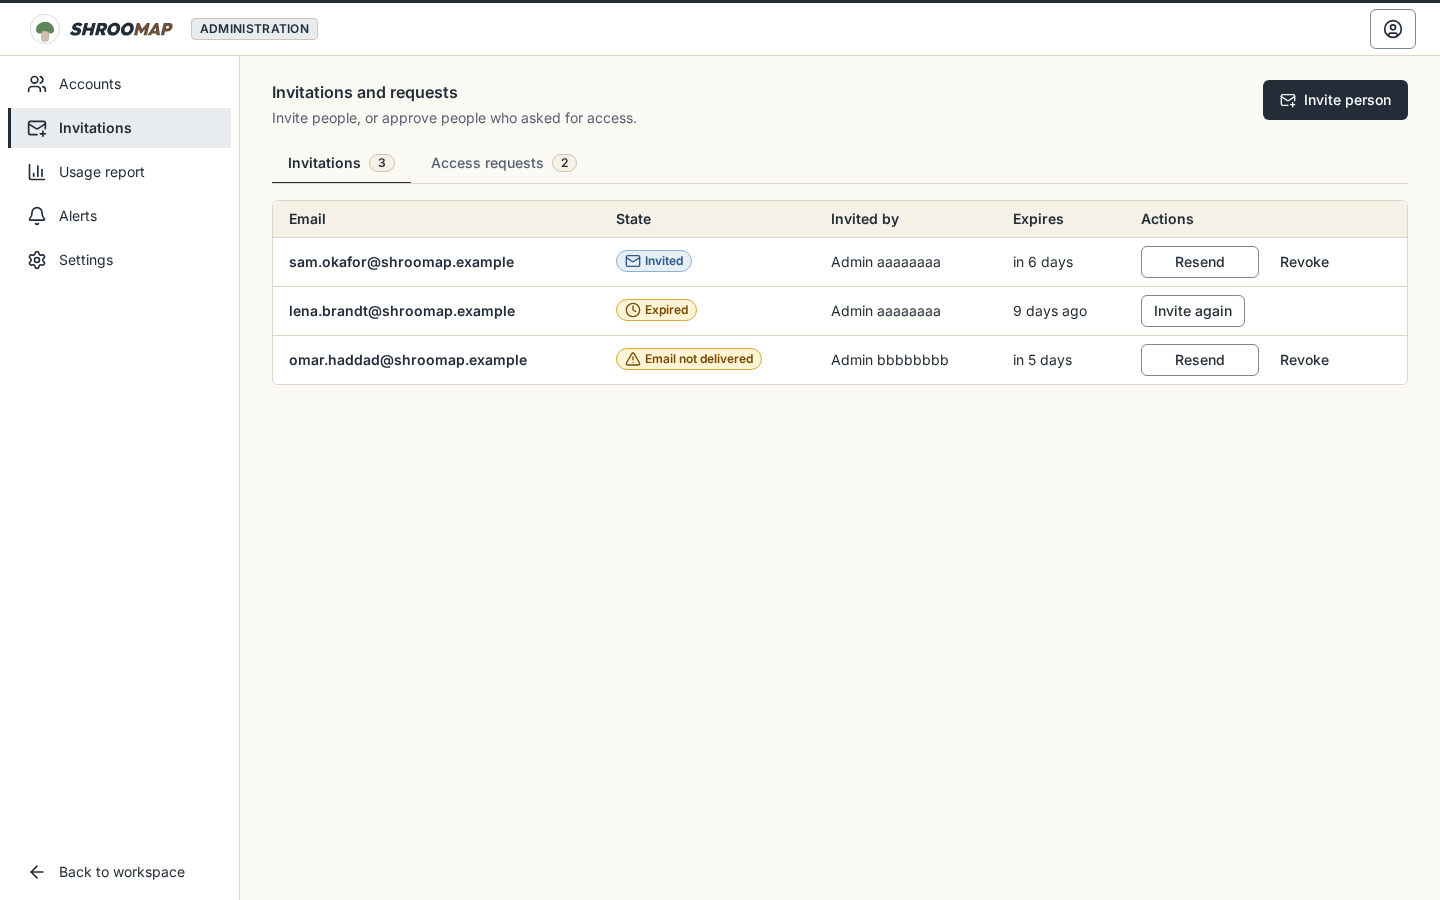 SHROOMAP ADMINISTRATION
Accounts
Invitations
Usage report
Alerts
Settings
Back to workspace
Invitations and requests
Invite people, or approve people who asked for access.
Invite person
Invitations 3 Access requests 2
Email State Invited by Expires Actions
sam.okafor@shroomap.example Invited Admin aaaaaaaa in 6 days Resend Revoke
lena.brandt@shroomap.example Expired Admin aaaaaaaa 9 days ago Invite again
omar.haddad@shroomap.example Email not delivered Admin bbbbbbbb in 5 days Resend Revoke